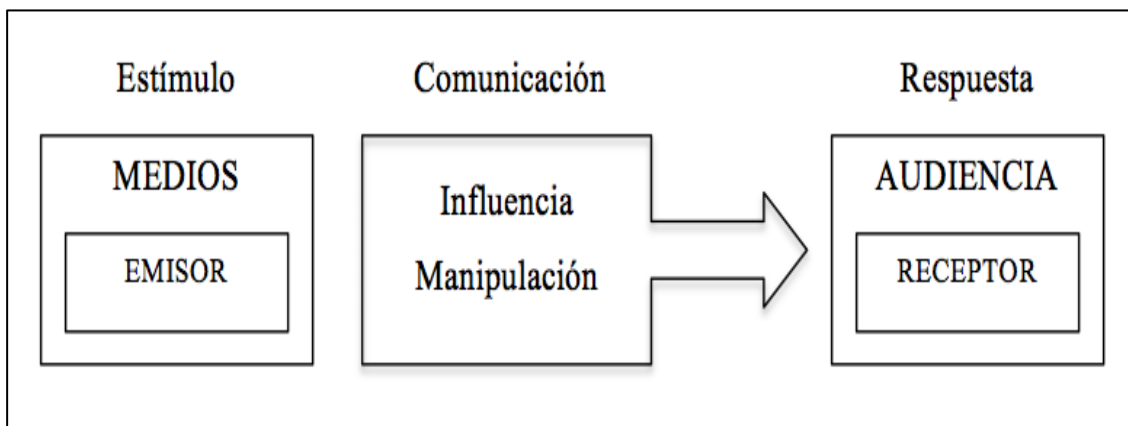 Estímulo
Comunicación
Respuesta
MEDIOS
EMISOR
Influencia
Manipulación
AUDIENCIA
RECEPTOR